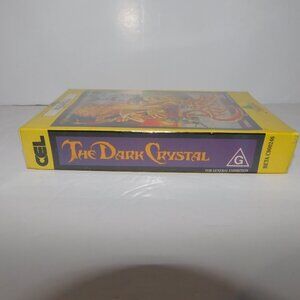 CEL
THE DARK CRYSTAL
G
FOR GENERAL EXHIBITION